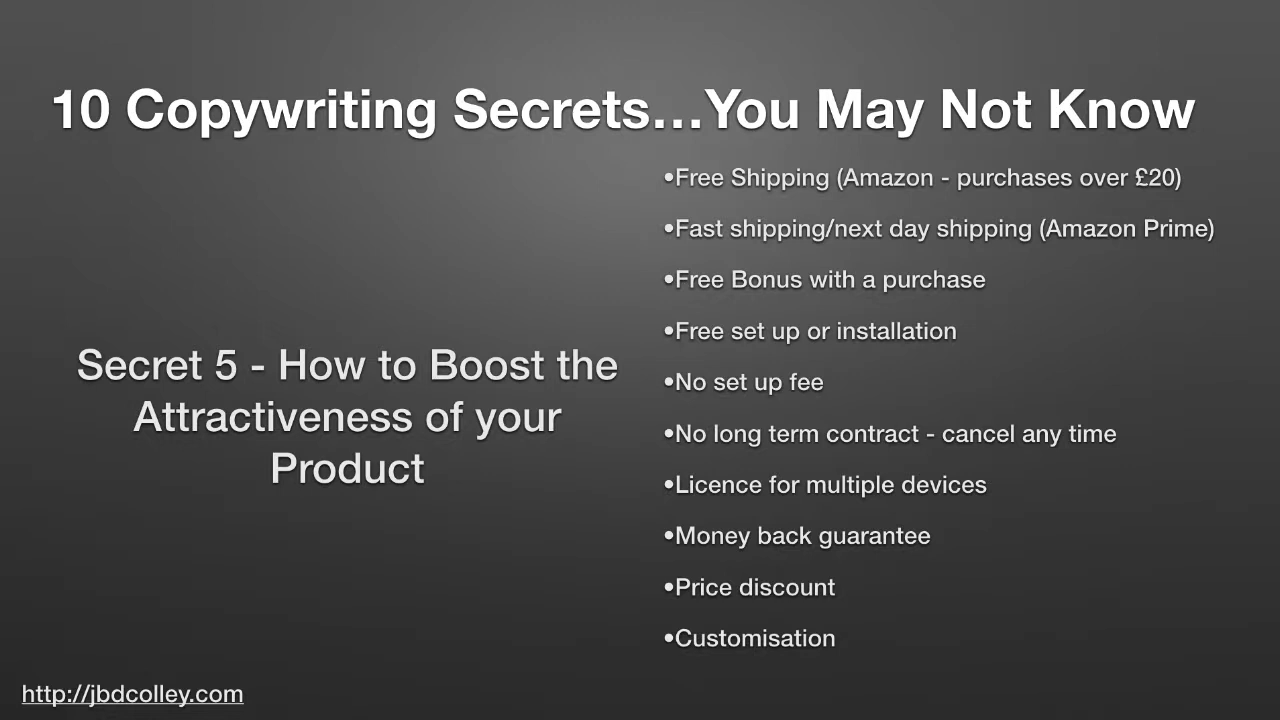 10 Copywriting Secrets…You May Not Know
Secret 5 - How to Boost the
Attractiveness of your
Product
•Free Shipping (Amazon - purchases over £20)
•Fast shipping/next day shipping (Amazon Prime)
•Free Bonus with a purchase
•Free set up or installation
•No set up fee
•No long term contract - cancel any time
•Licence for multiple devices
•Money back guarantee
•Price discount
•Customisation
http://jbdcolley.com